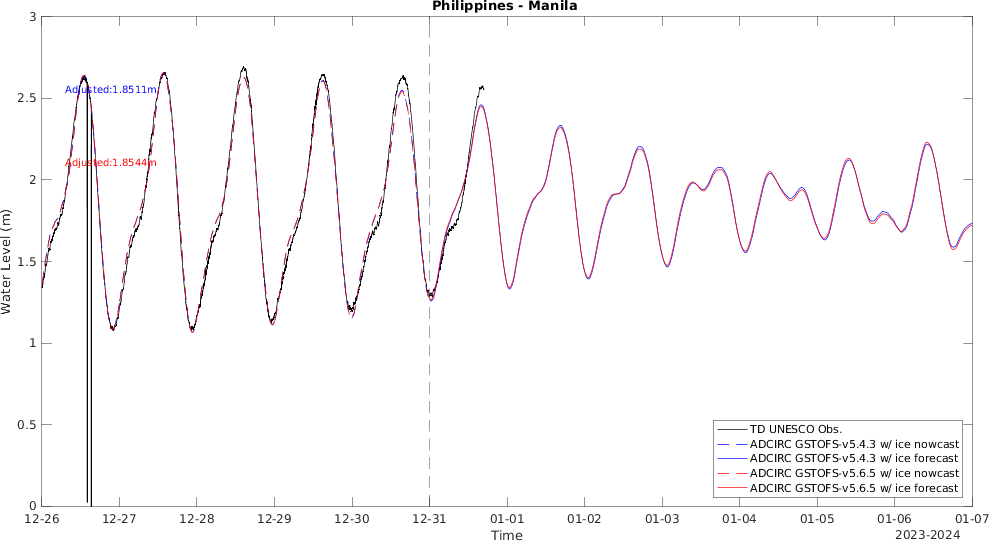 Philippines - Manila
3
Adjusted:1.8511m
2.5
Adjusted:1.8544m
2
1.5
1
0.5
0
Water Level (m)
TD UNESCO Obs.
ADCIRC GSTOFS-v5.4.3 w/ ice nowcast
ADCIRC GSTOFS-v5.4.3 w/ ice forecast
ADCIRC GSTOFS-v5.6.5 w/ ice nowcast
ADCIRC GSTOFS-v5.6.5 w/ ice forecast
12-26 12-27 12-28 12-29 12-30 12-31 01-01 01-02 01-03 01-04 01-05 01-06 01-07
Time
2023-2024